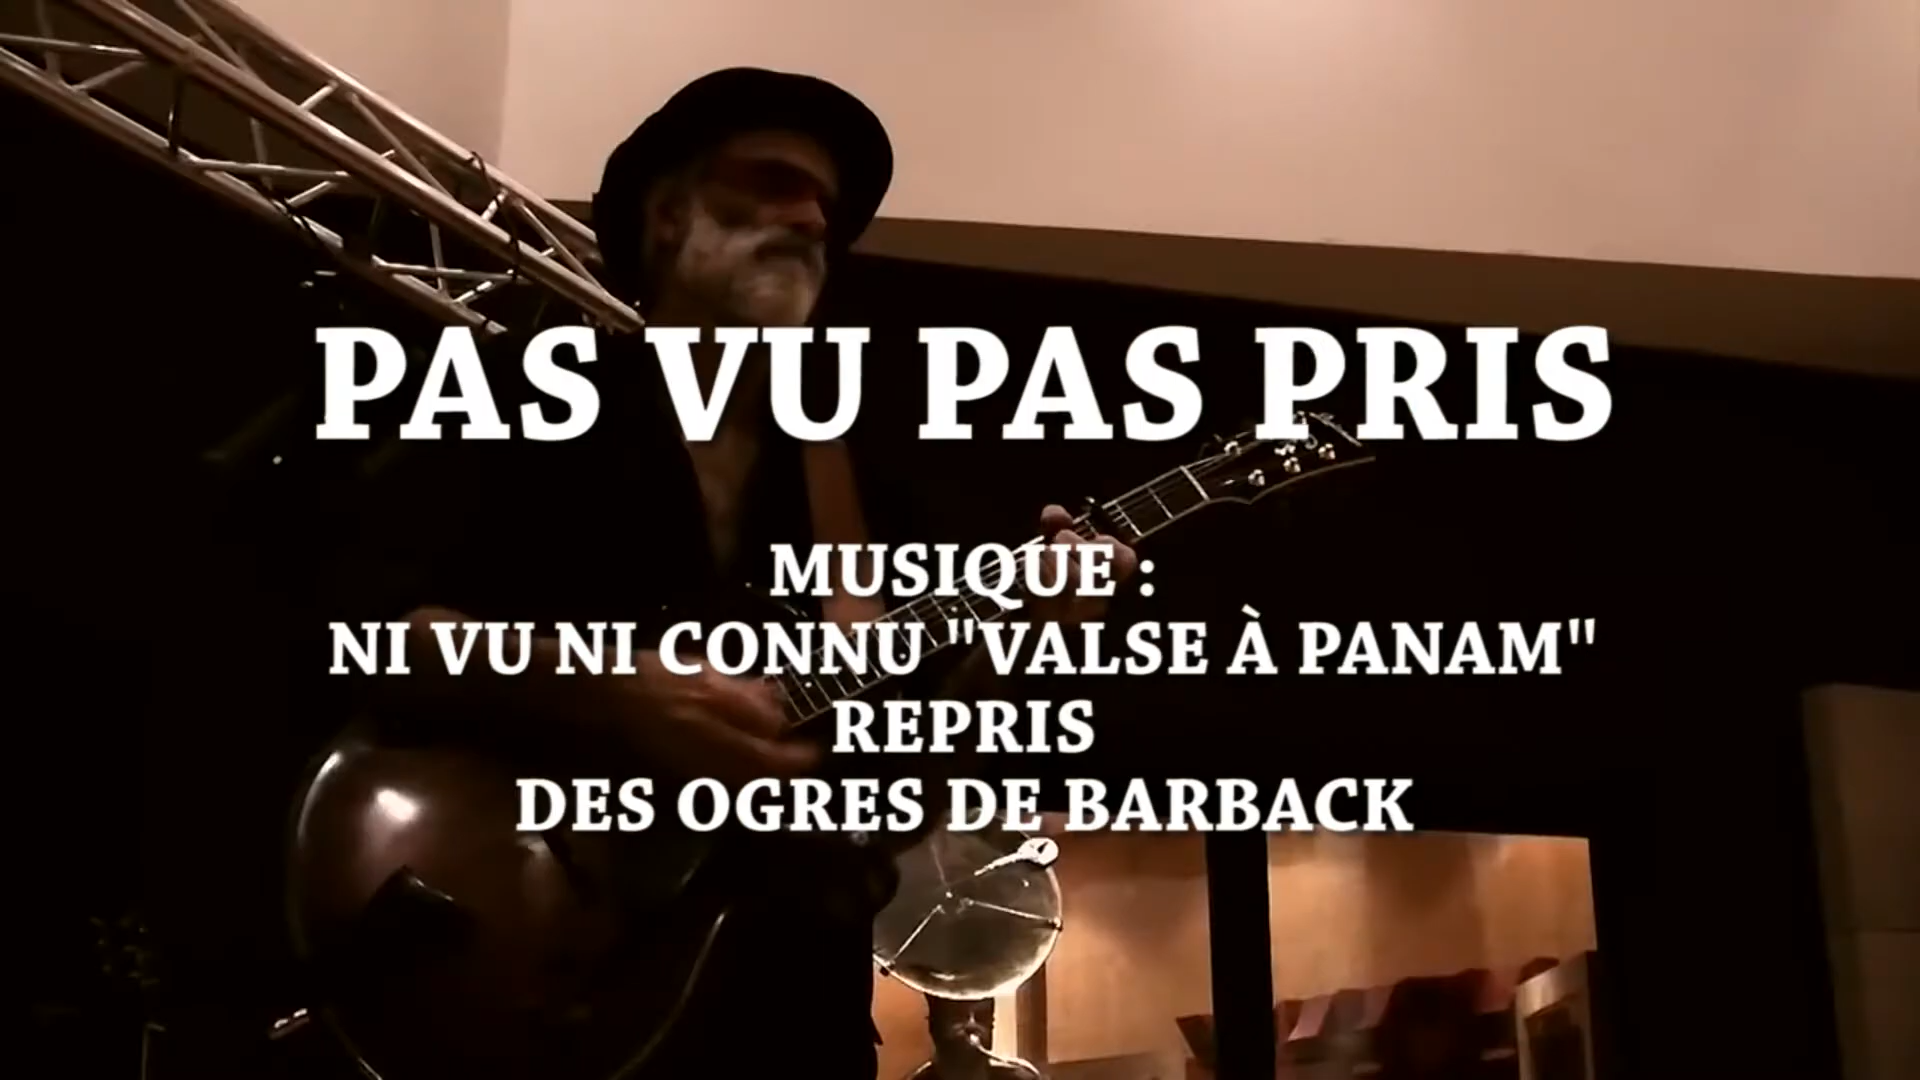 PAS VU PAS PRIS
MUSIQUE :
NI VU NI CONNU "VALSE À PANAM"
REPRIS
DES OGRES DE BARBACK